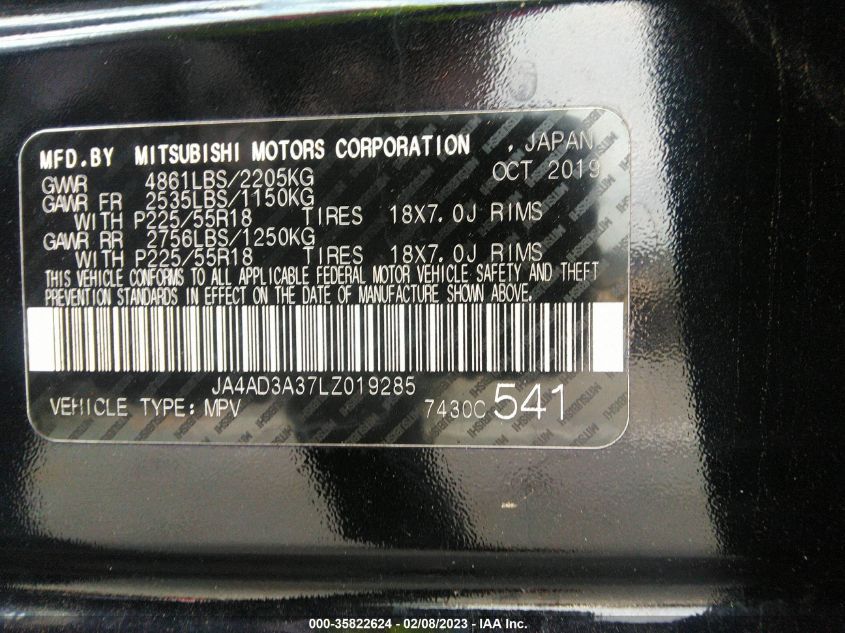 MFD.BY MITSUBISHI MOTORS CORPORATION , JAPAN
GVWR 4861LBS/2205KG OCT 2019
GAWR FR 2535LBS/1150KG
WITH P225/55R18 TIRES 18X7.0J RIMS
GAWR RR 2756LBS/1250KG
WITH P225/55R18 TIRES 18X7.0J RIMS
THIS VEHICLE CONFORMS TO ALL APPLICABLE FEDERAL MOTOR VEHICLE SAFETY AND THEFT
PREVENTION STANDARDS IN EFFECT ON THE DATE OF MANUFACTURE SHOWN ABOVE.
JA4AD3A37LZ019285
VEHICLE TYPE: MPV 7430C 541
000-35822624 - 02/08/2023 - IAA Inc.